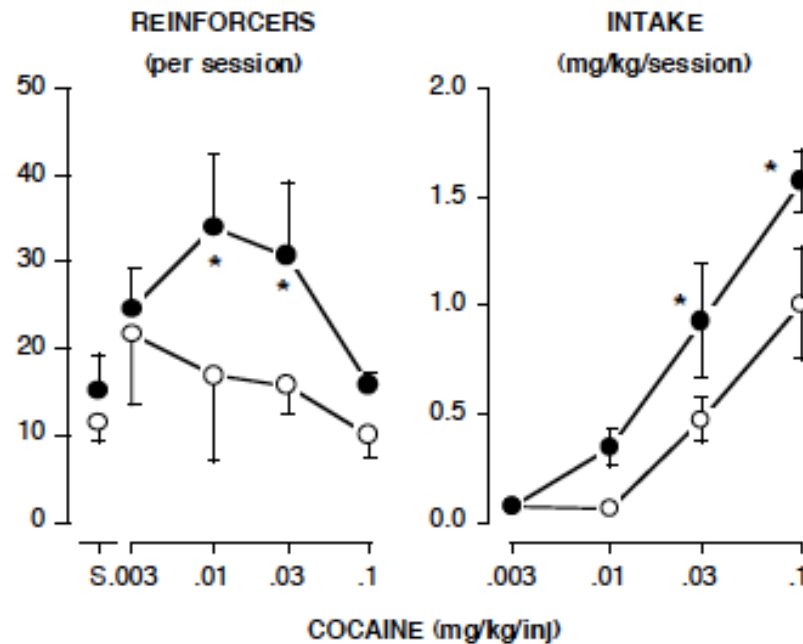 REINFORCERS
(per session)
50
40
30
20
10
0
*
*
S .003 .01 .03 .1
INTAKE
(mg/kg/session)
2.0
1.5
1.0
0.5
0.0
*
*
.003 .01 .03 .1
COCAINE (mg/kg/inj)